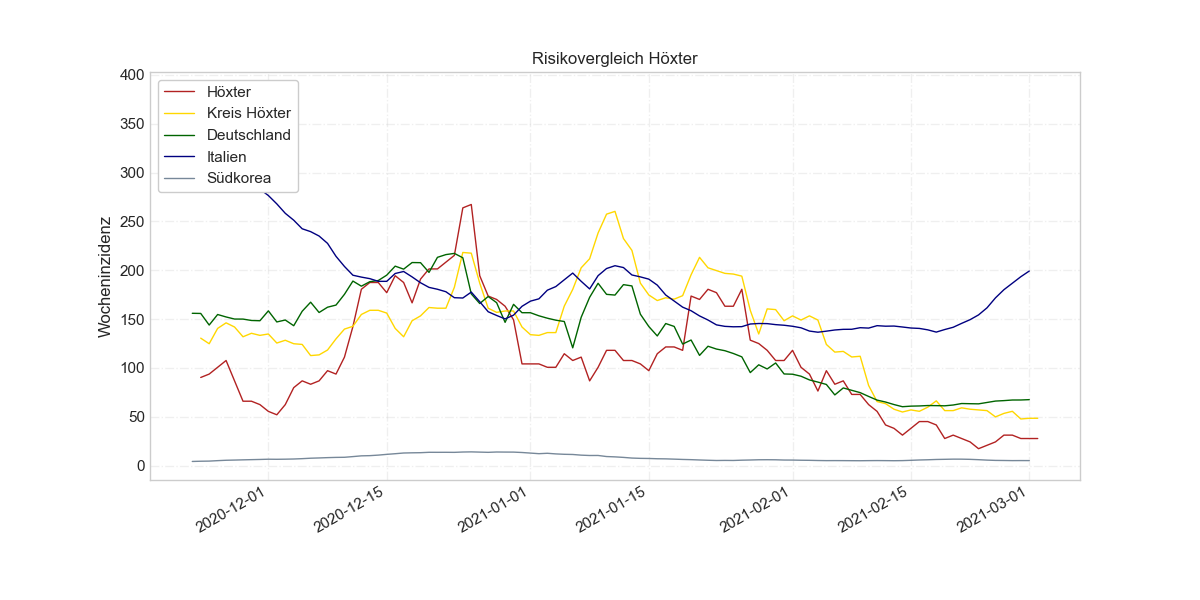 Risikovergleich Höxter
Wocheninzidenz
400
350
300
250
200
150
100
50
0
Höxter
Kreis Höxter
Deutschland
Italien
Südkorea
2020-12-01
2020-12-15
2021-01-01
2021-01-15
2021-02-01
2021-02-15
2021-03-01